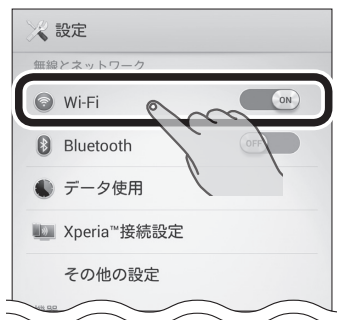 設定
無線とネットワーク
Wi-Fi
ON
Bluetooth
OFF
データ使用
Xperia™接続設定
その他の設定
機器